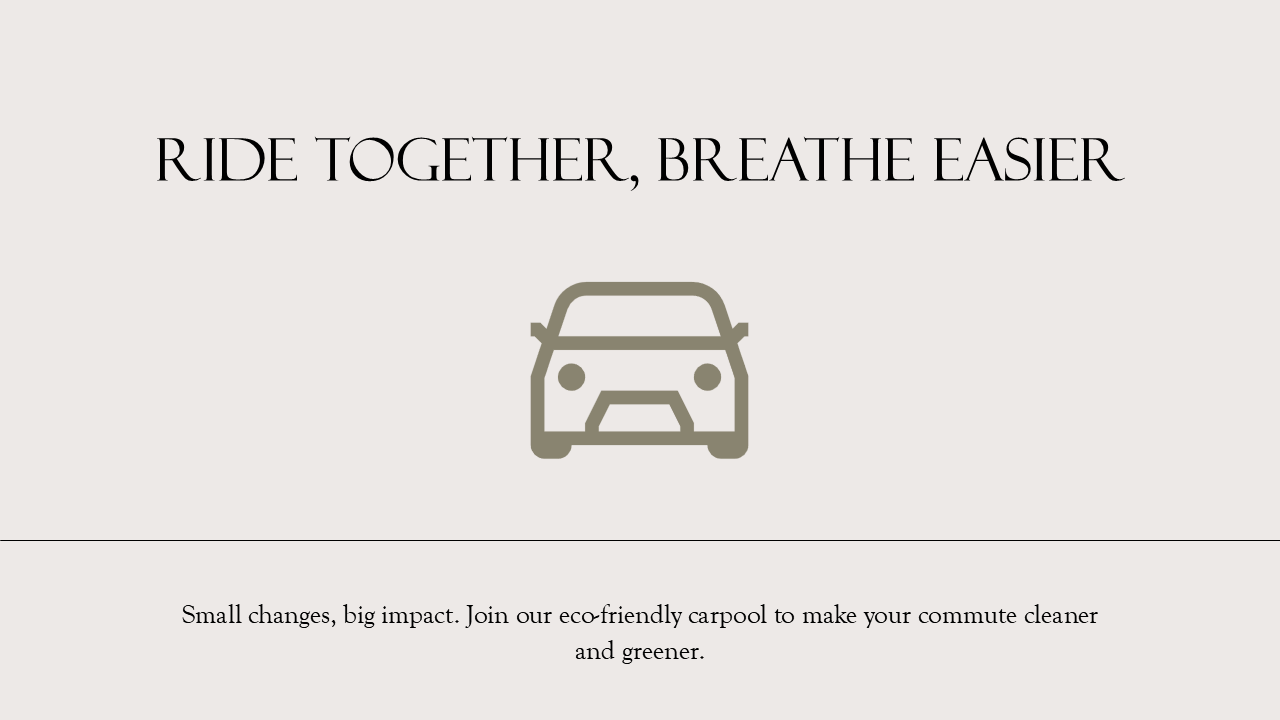 RIDE TOGETHER, BREATHE EASIER
Small changes, big impact. Join our eco-friendly carpool to make your commute cleaner
and greener.